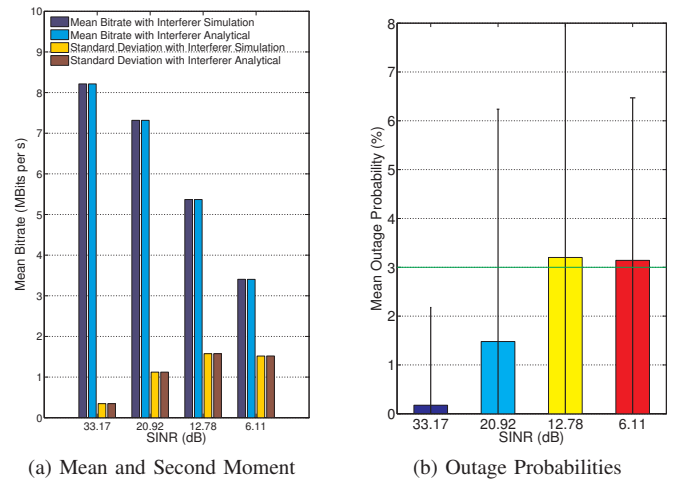 Mean Bitrate with Interferer Simulation
Mean Bitrate with Interferer Analytical
Standard Deviation with Interferer Simulation
Standard Deviation with Interferer Analytical
Mean Bitrate (MBits per s)
10
9
8
7
6
5
4
3
2
1
0
33.17 20.92 12.78 6.11
SINR (dB)
(a) Mean and Second Moment
Mean Outage Probability (%)
8
7
6
5
4
3
2
1
0
33.17 20.92 12.78 6.11
SINR (dB)
(b) Outage Probabilities